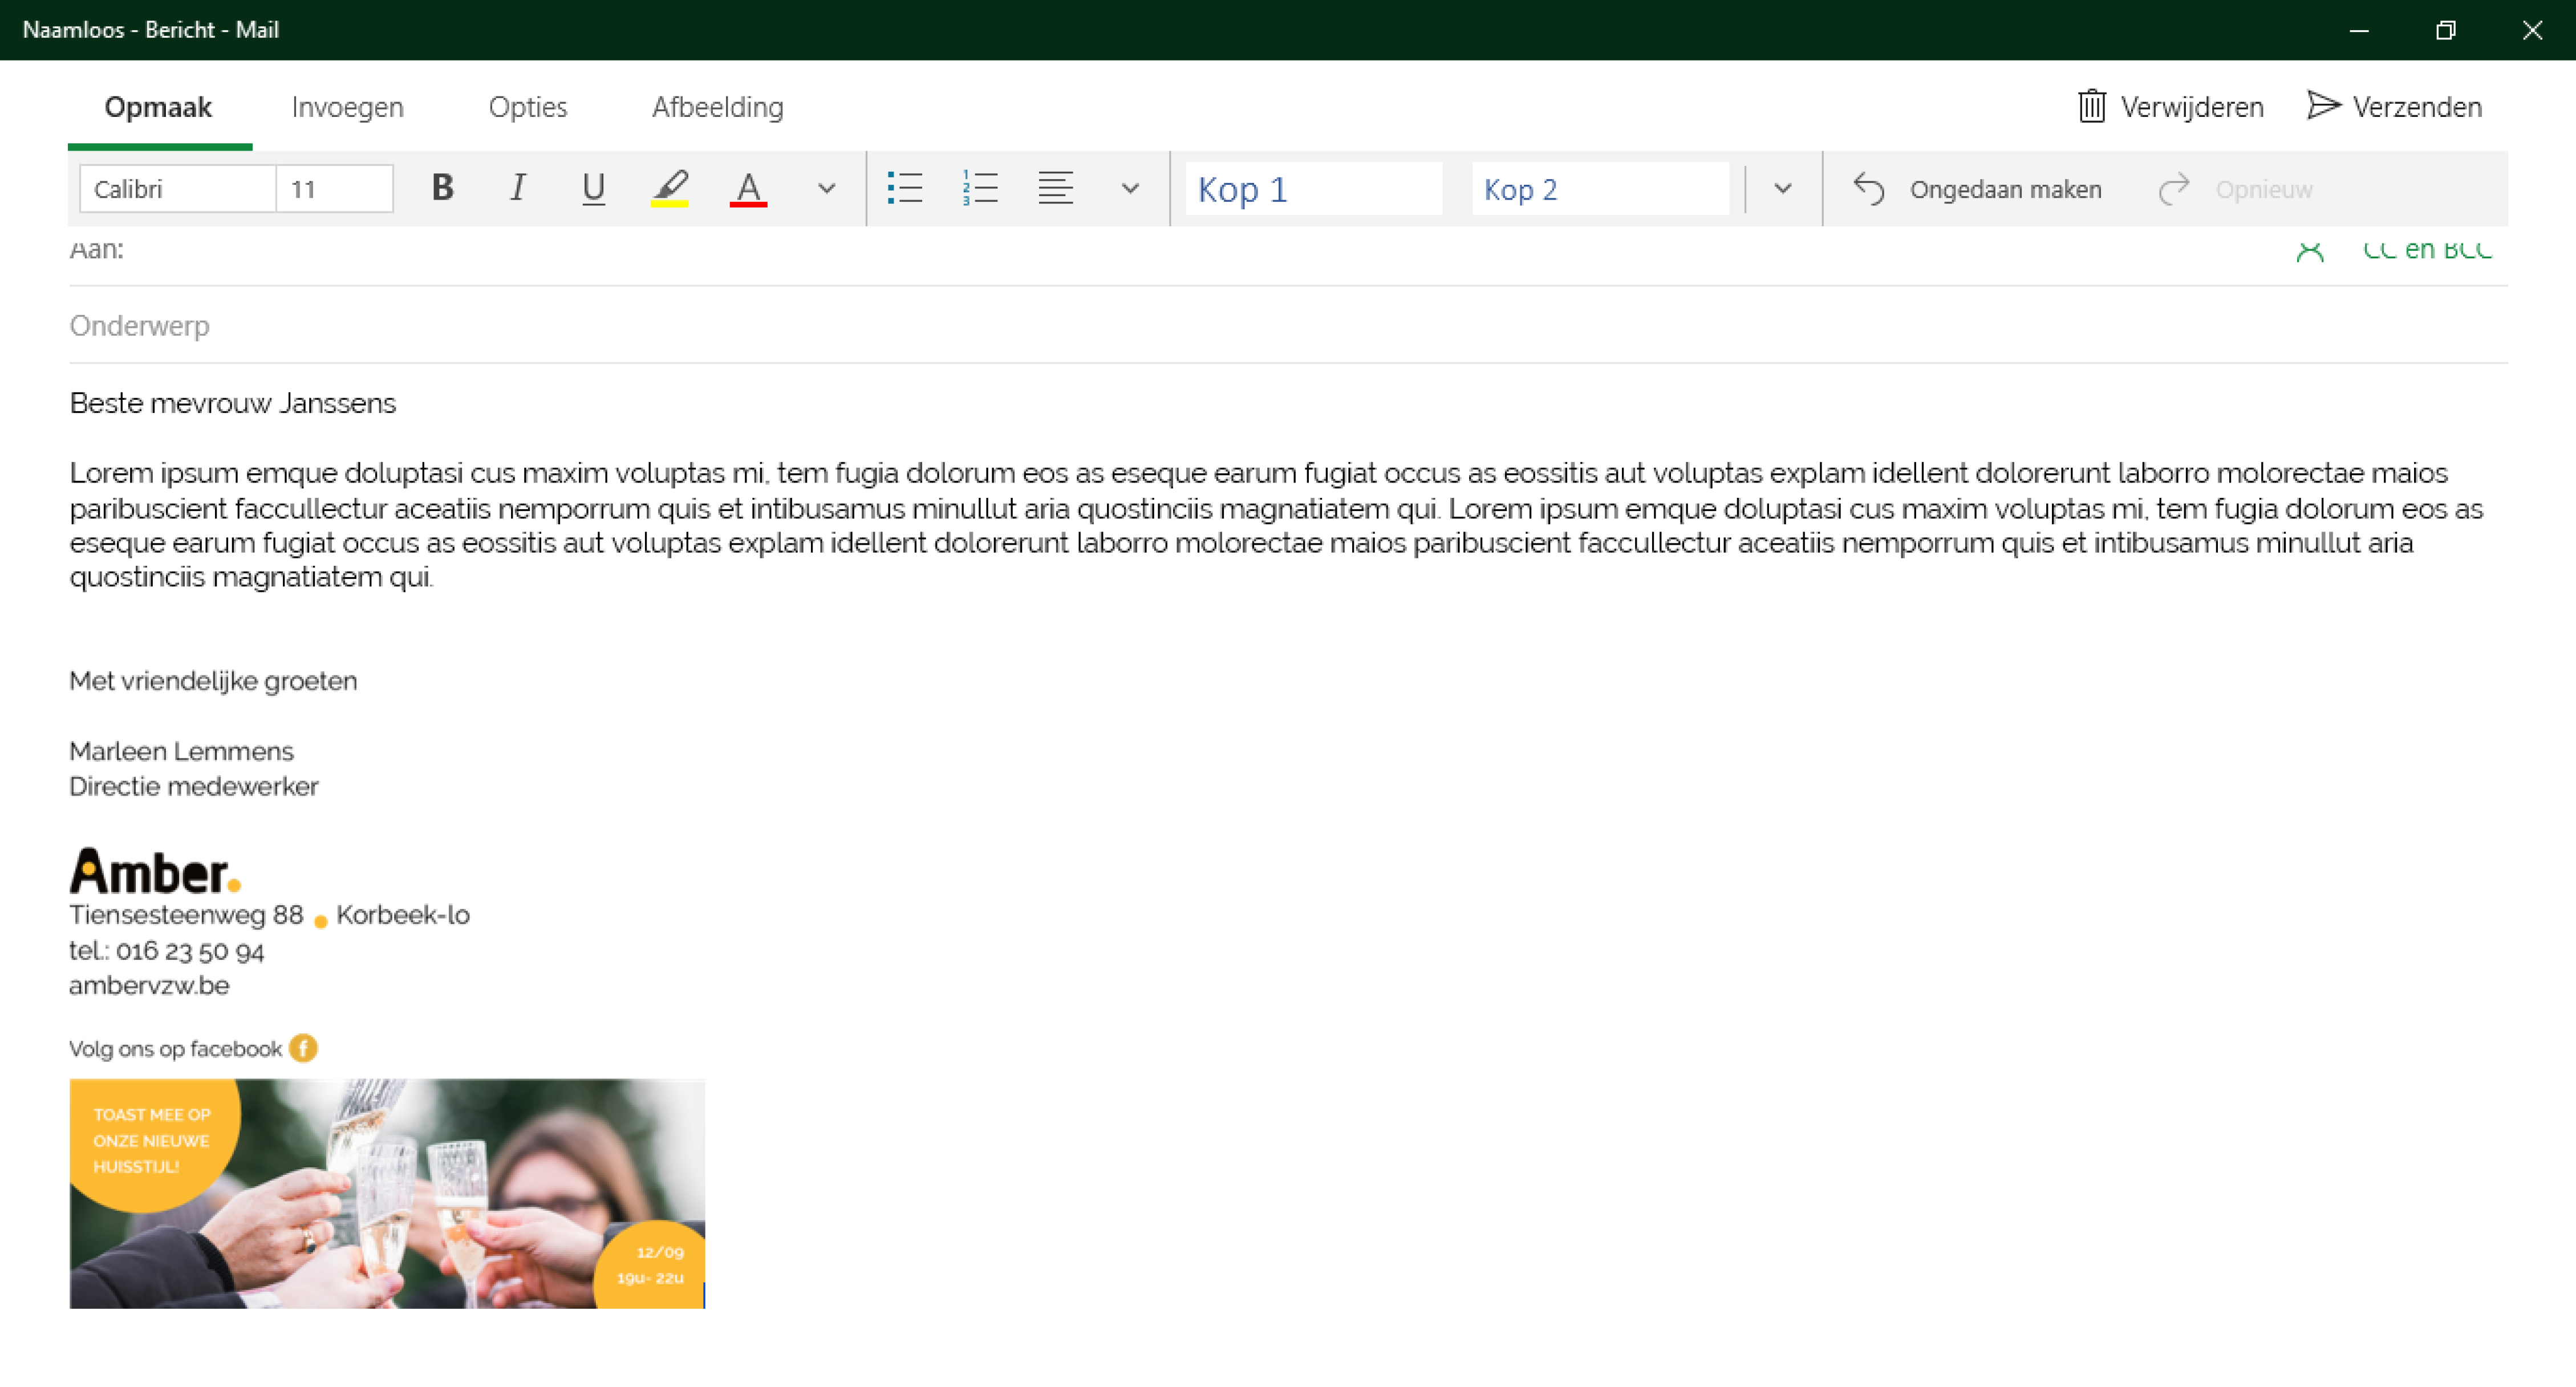 Naamloos - Bericht - Mail
Opmaak Invoegen Opties Afbeelding Verwijderen Verzenden
Calibri 11 B I U A Kop 1 Kop 2 Ongedaan maken Opnieuw
Aan: CC en BCC
Onderwerp
Beste mevrouw Janssens
Lorem ipsum emque doluptasi cus maxim voluptas mi, tem fugia dolorum eos as eseque earum fugiat occus as eossitis aut voluptas explam idellent dolorerunt laborro molorectae maios
paribuscient faccullectur aceatiis nemporrum quis et intibusamus minullut aria quostinciis magnatiatem qui. Lorem ipsum emque doluptasi cus maxim voluptas mi, tem fugia dolorum eos as
eseque earum fugiat occus as eossitis aut voluptas explam idellent dolorerunt laborro molorectae maios paribuscient faccullectur aceatiis nemporrum quis et intibusamus minullut aria
quostinciis magnatiatem qui.
Met vriendelijke groeten
Marleen Lemmens
Directie medewerker
Amber.
Tiensesteenweg 88 . Korbeek-lo
tel.: 016 23 50 94
ambervzw.be
Volg ons op facebook f
TOAST MEE OP
ONZE NIEUWE
HUISSTIJL!
12/09
19u- 22u